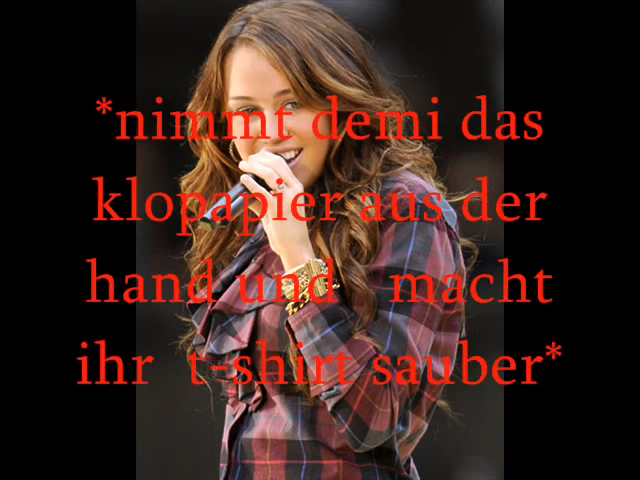 *nimmt demi das
klopapier aus der
hand und macht
ihr t-shirt sauber*